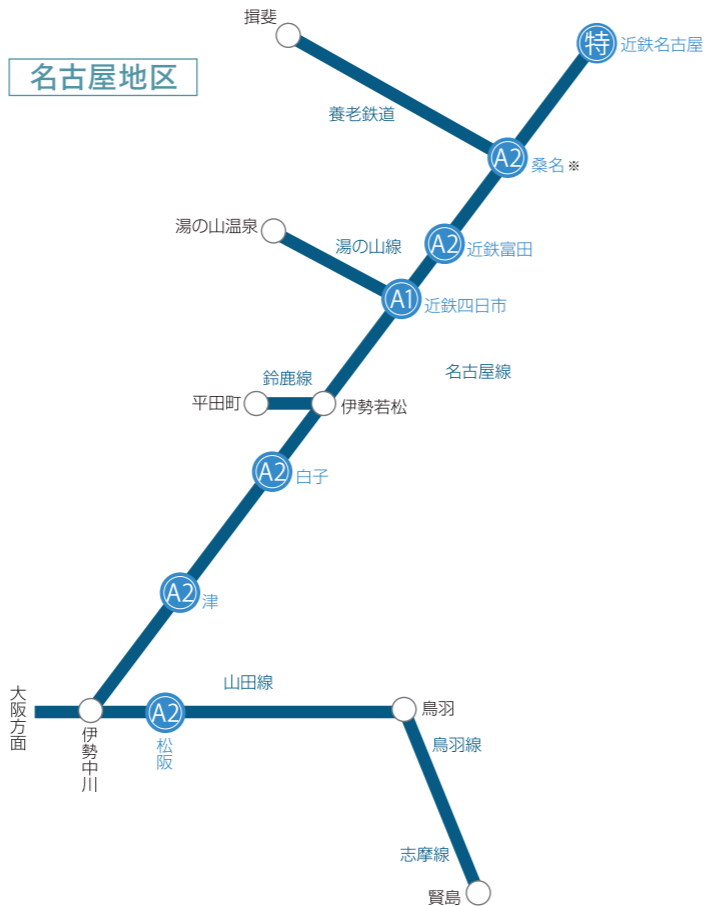 揖斐
特
近鉄名古屋
名古屋地区
養老鉄道
A2
桑名※
湯の山温泉
湯の山線
A2
近鉄富田
A1
近鉄四日市
名古屋線
鈴鹿線
平田町
伊勢若松
A2
白子
A2
津
山田線
大阪方面
伊勢中川
A2
松阪
鳥羽
鳥羽線
志摩線
賢島